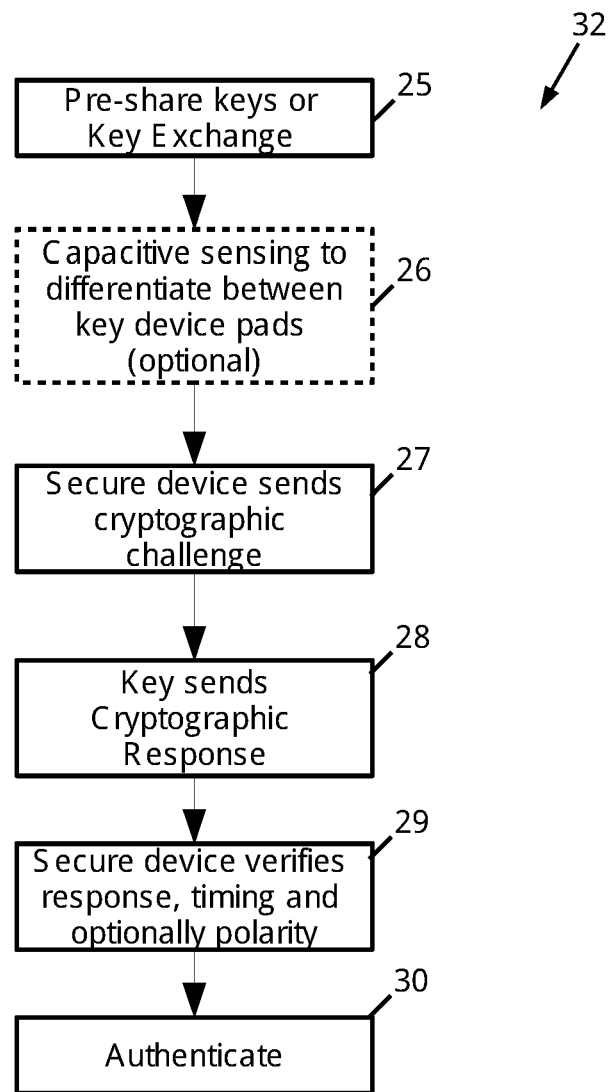 32
25
Pre-share keys or
Key Exchange
26
Capacitive sensing to
differentiate between
key device pads
(optional)
27
Secure device sends
cryptographic
challenge
28
Key sends
Cryptographic
Response
29
Secure device verifies
response, timing and
optionally polarity
30
Authenticate